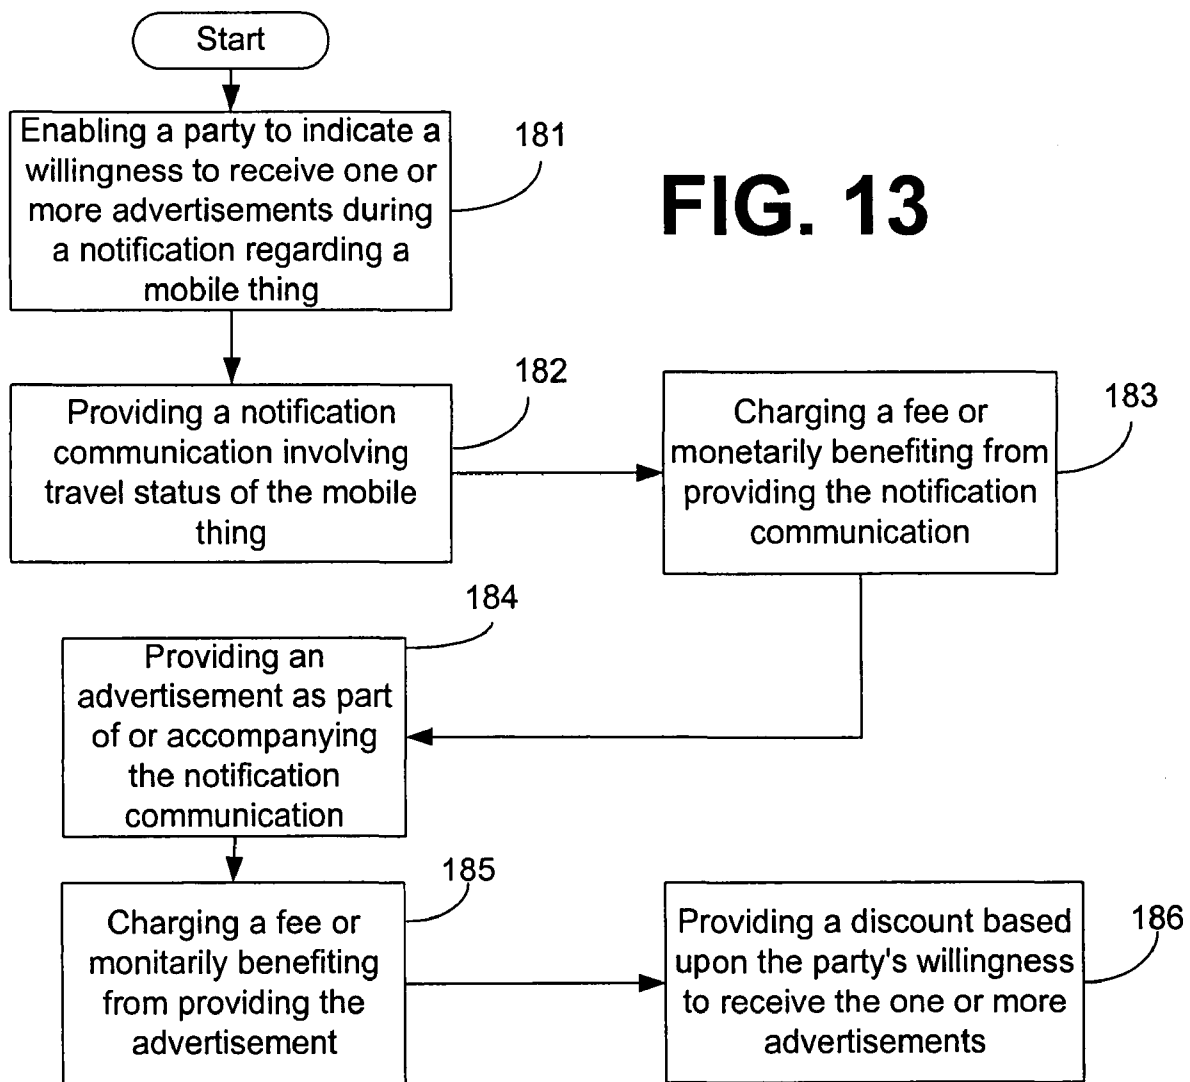 Start
Enabling a party to indicate a
willingness to receive one or
more advertisements during
a notification regarding a
mobile thing
181
FIG. 13
Providing a notification
communication involving
travel status of the mobile
thing
182
Charging a fee or
monetarily benefiting from
providing the notification
communication
183
184
Providing an
advertisement as part
of or accompanying
the notification
communication
185
Charging a fee or
monitarily benefiting
from providing the
advertisement
Providing a discount based
upon the party's willingness
to receive the one or more
advertisements
186